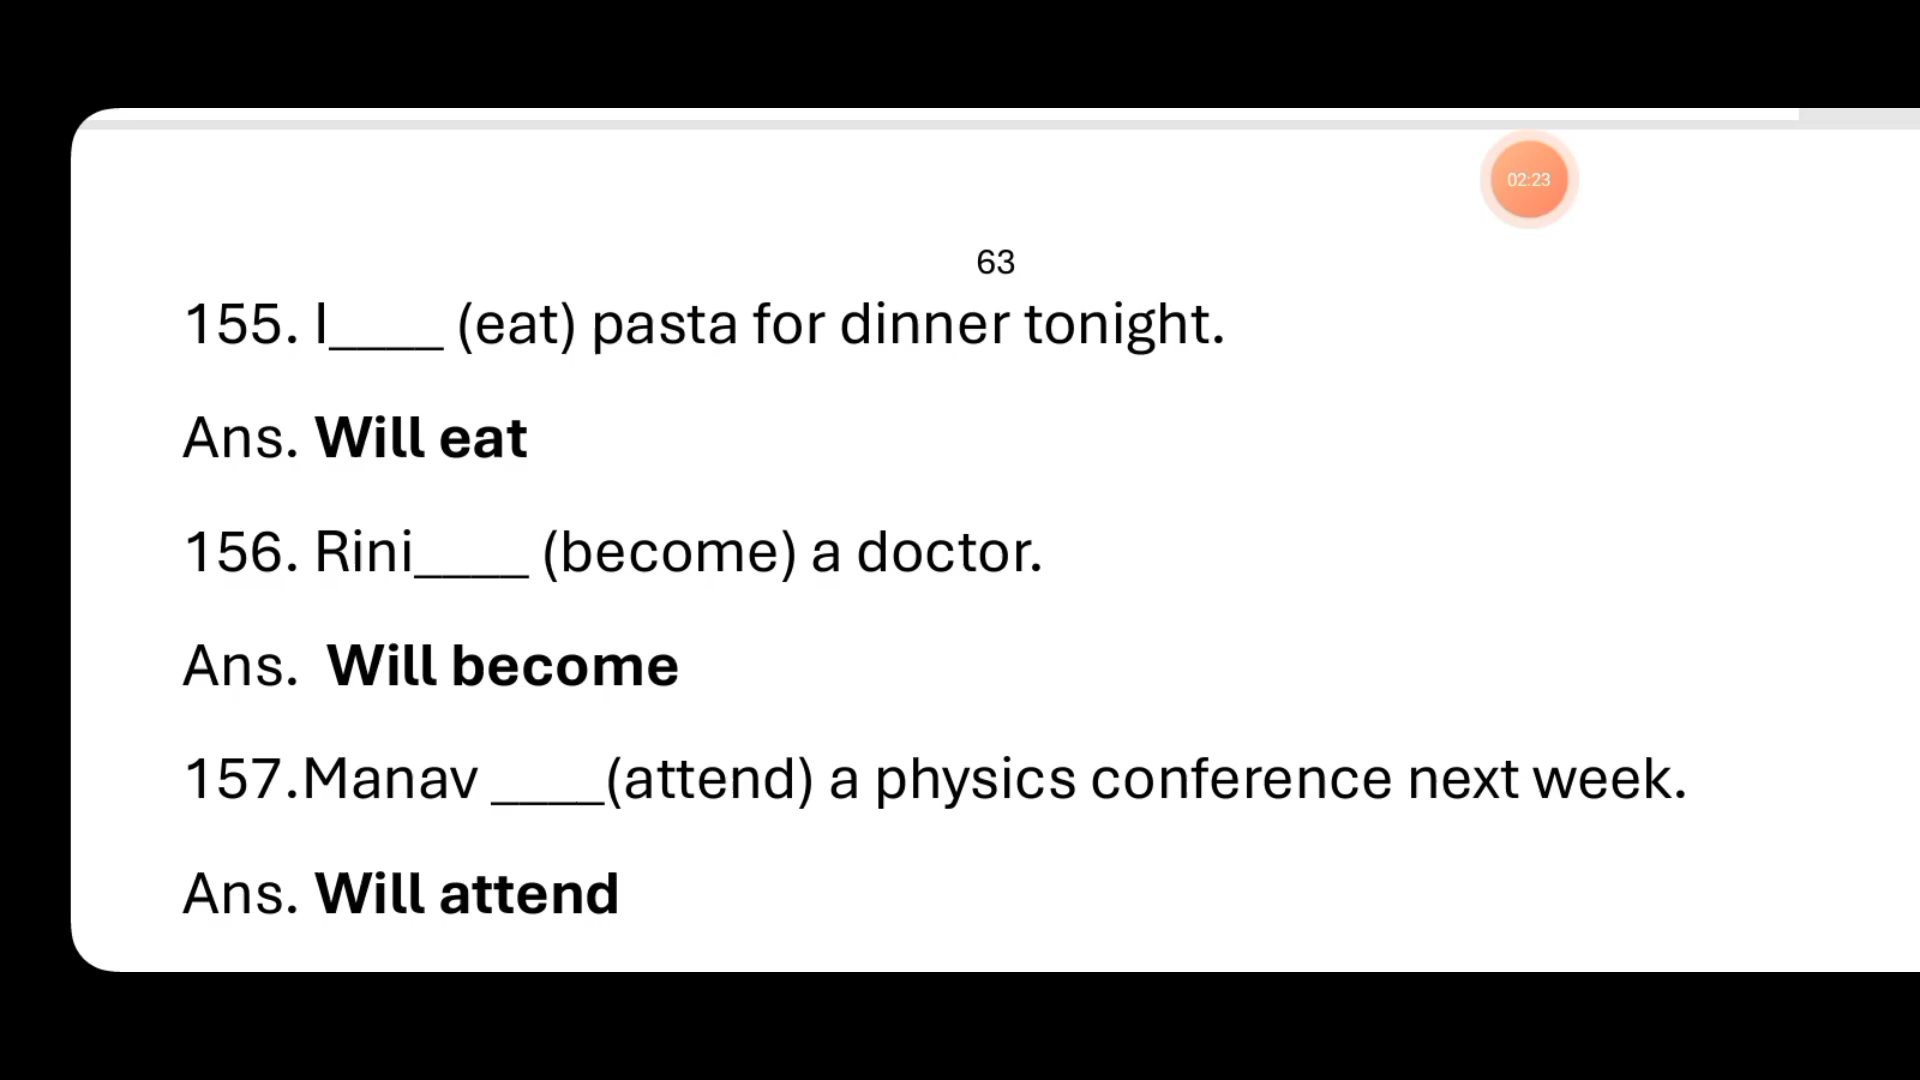 02:23
63
155. I____ (eat) pasta for dinner tonight.
Ans. Will eat
156. Rini____ (become) a doctor.
Ans. Will become
157.Manav ____(attend) a physics conference next week.
Ans. Will attend